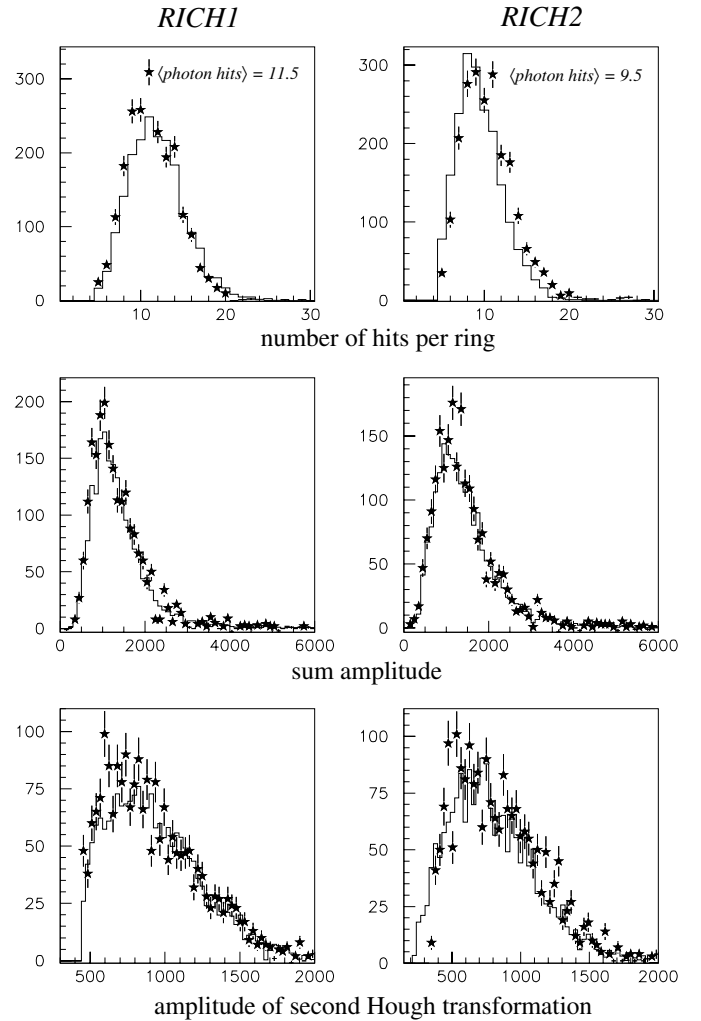 RICH1 RICH2
300 ⟨photon hits⟩ = 11.5 300 ⟨photon hits⟩ = 9.5
200 200
100 100
0 0
10 20 30 10 20 30
number of hits per ring
200
150 150
100 100
50 50
0 0
0 2000 4000 6000 0 2000 4000 6000
sum amplitude
100 100
75 75
50 50
25 25
0 0
500 1000 1500 2000 500 1000 1500 2000
amplitude of second Hough transformation